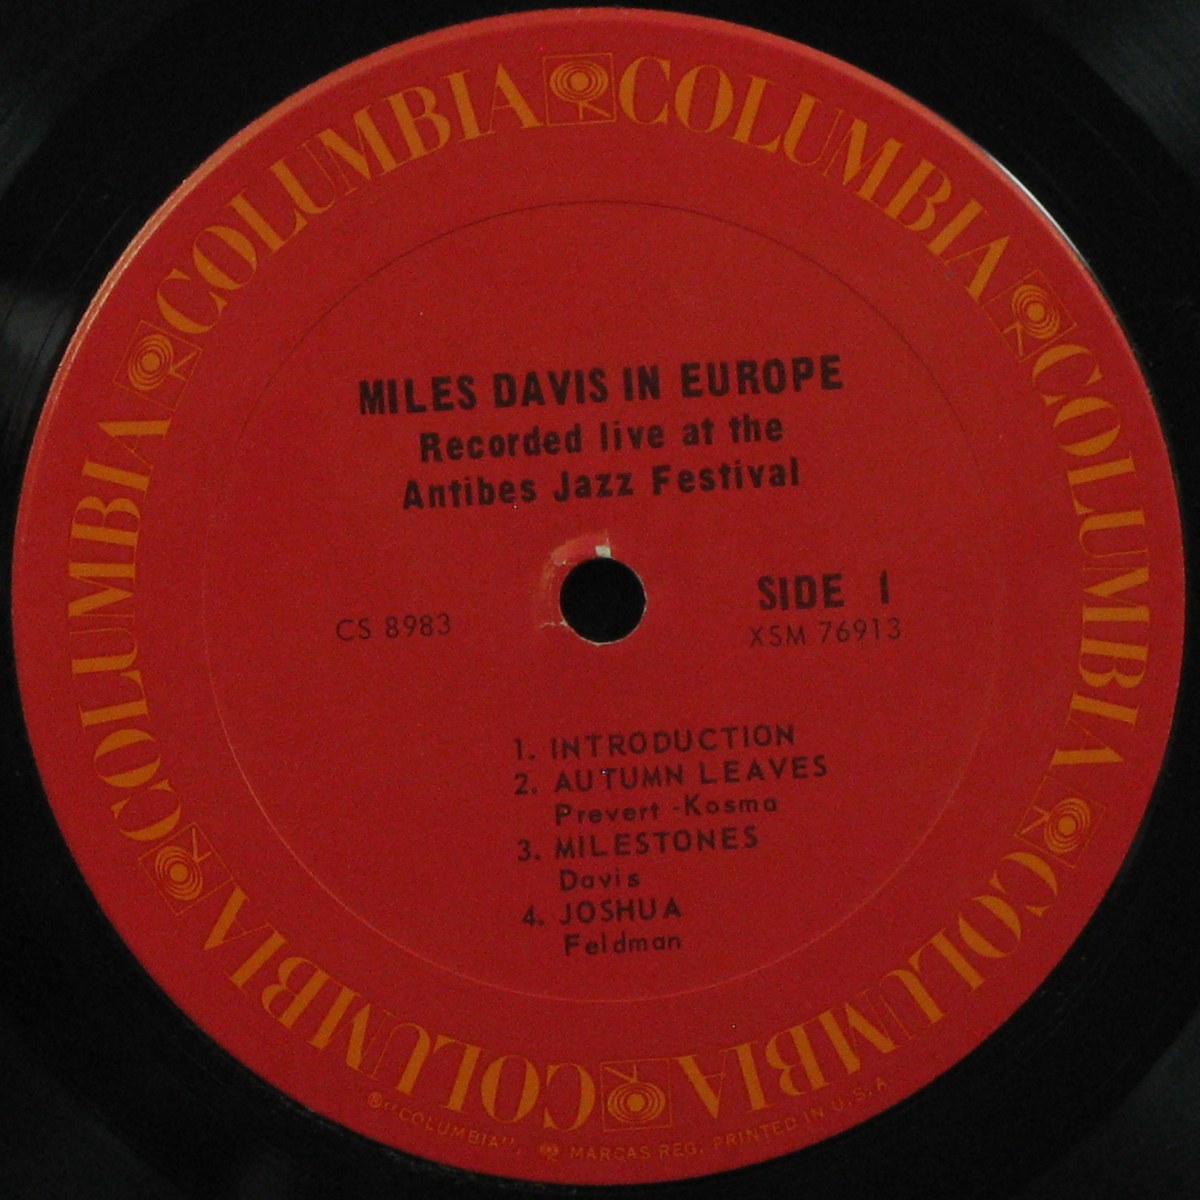 COLUMBIA COLUMBIA COLUMBIA COLUMBIA COLUMBIA COLUMBIA
MILES DAVIS IN EUROPE
Recorded live at the
Antibes Jazz Festival
CS 8983
SIDE 1
XSM 76913
1. INTRODUCTION
2. AUTUMN LEAVES
Prevert -Kosma
3. MILESTONES
Davis
4. JOSHUA
Feldman
®"COLUMBIA", MARCAS REG. PRINTED IN U.S.A